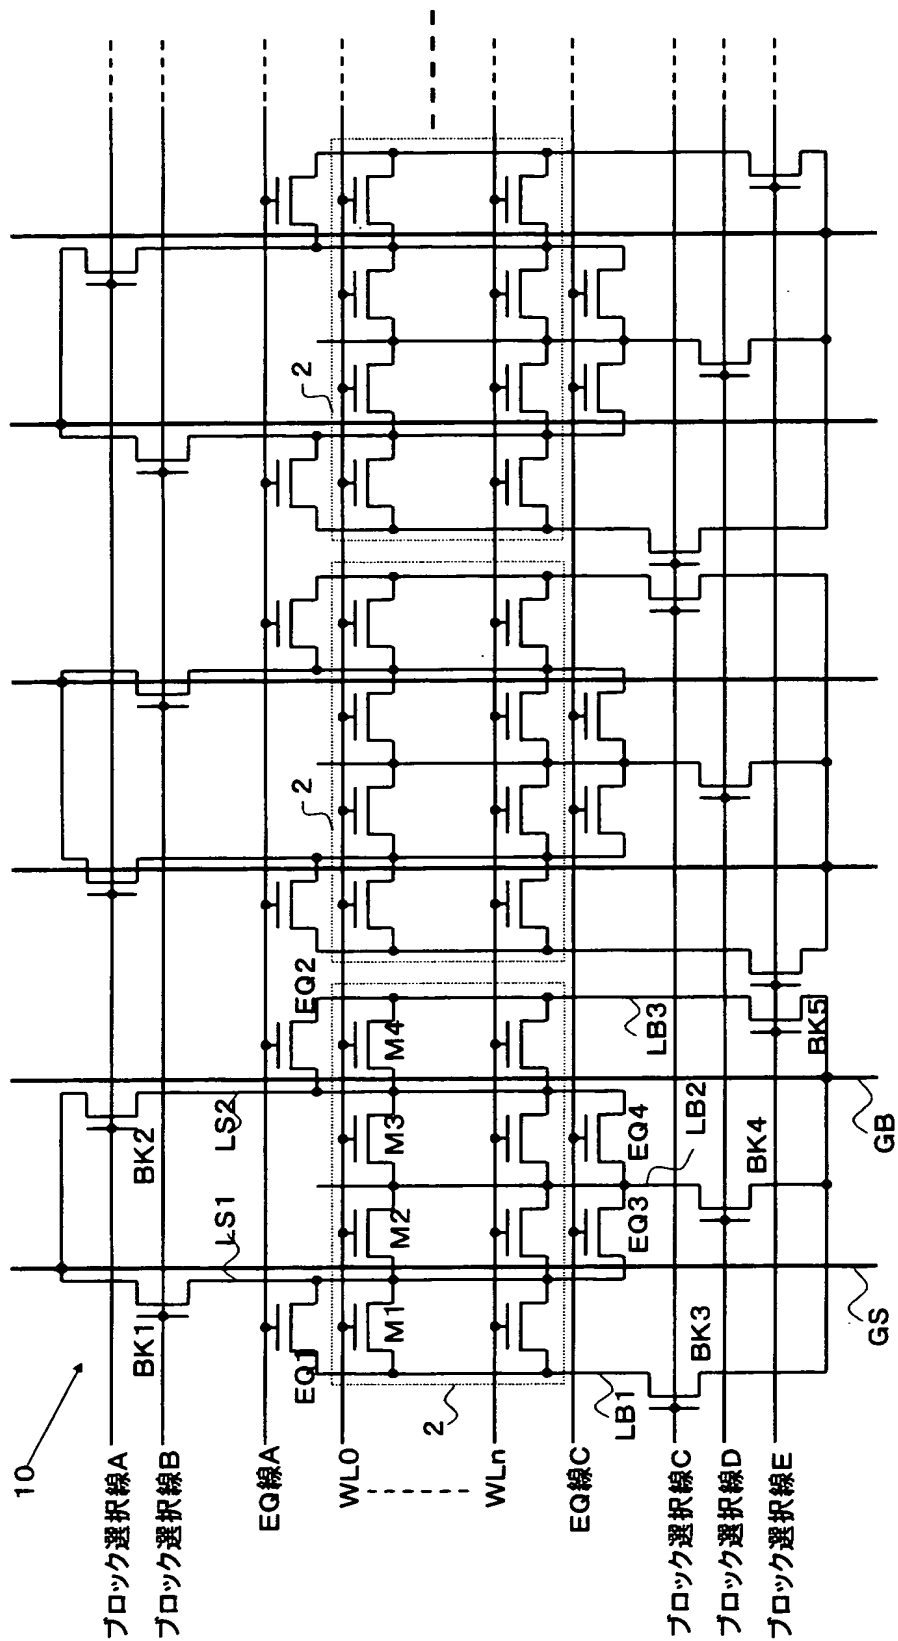 10
ブロック選択線A
ブロック選択線B
EQ線A
WL0
WLn
EQ線C
ブロック選択線C
ブロック選択線D
ブロック選択線E
BK1
BK2
LS1
LS2
EQ1
EQ2
M1
M2
M3
M4
2
2
2
EQ3
EQ4
LB1
LB2
LB3
BK3
BK4
BK5
GS
GB